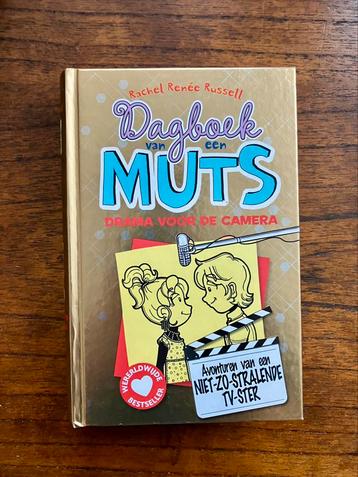 Rachel Renée Russell
Dagboek
van een
MUTS
DRAMA VOOR DE CAMERA
WERELDWIJDE
BESTSELLER
Avonturen van een
NIET-ZO-STRALENDE
TV-STER